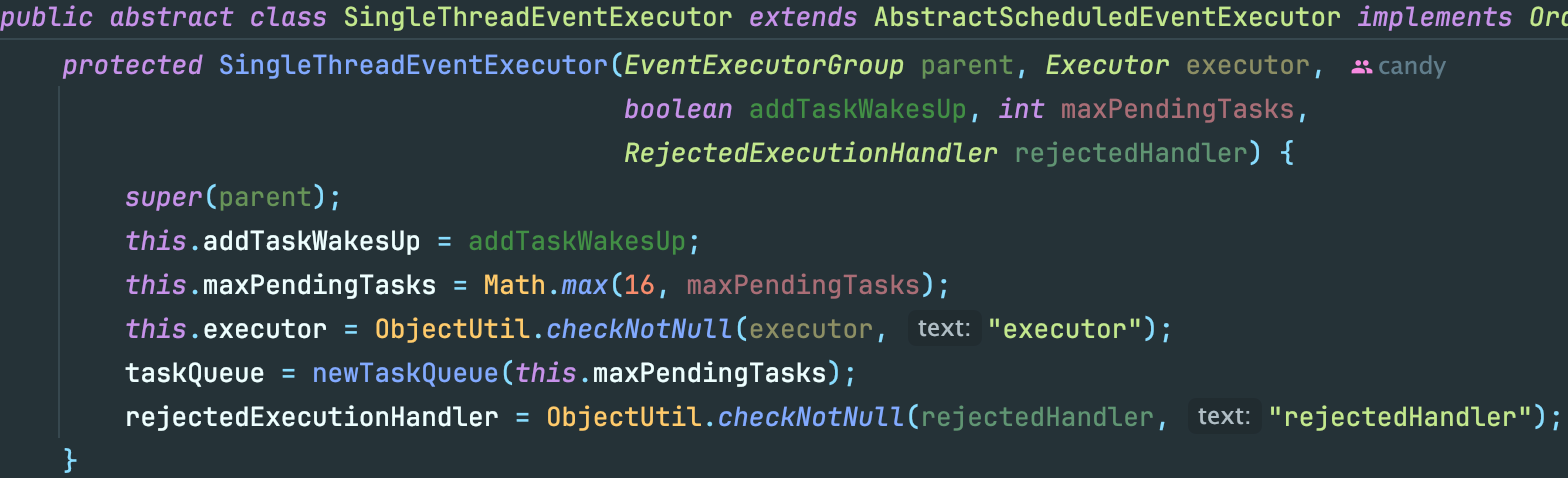 public abstract class SingleThreadEventExecutor extends AbstractScheduledEventExecutor implements
protected SingleThreadEventExecutor(EventExecutorGroup parent, Executor executor, candy
boolean addTaskWakesUp, int maxPendingTasks,
RejectedExecutionHandler rejectedHandler) {
super(parent);
this.addTaskWakesUp = addTaskWakesUp;
this.maxPendingTasks = Math.max(16, maxPendingTasks);
this.executor = ObjectUtil.checkNotNull(executor, text: "executor");
taskQueue = newTaskQueue(this.maxPendingTasks);
rejectedExecutionHandler = ObjectUtil.checkNotNull(rejectedHandler, text: "rejectedHandler");
}